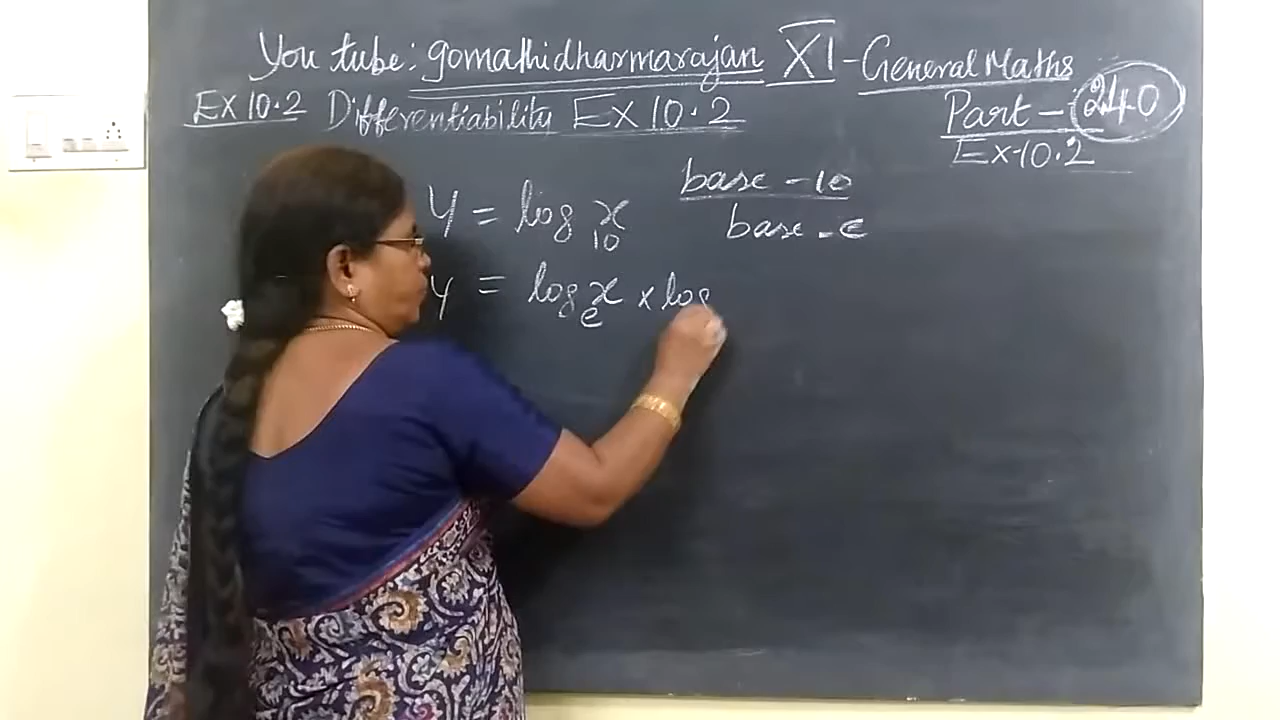 You tube: gomathidharmarajan XI - General Maths
Ex 10.2 Differentiability Ex 10.2
Part - 240
Ex-10.2
base - 10
y = log x
10
base - e
y = log x × log
e